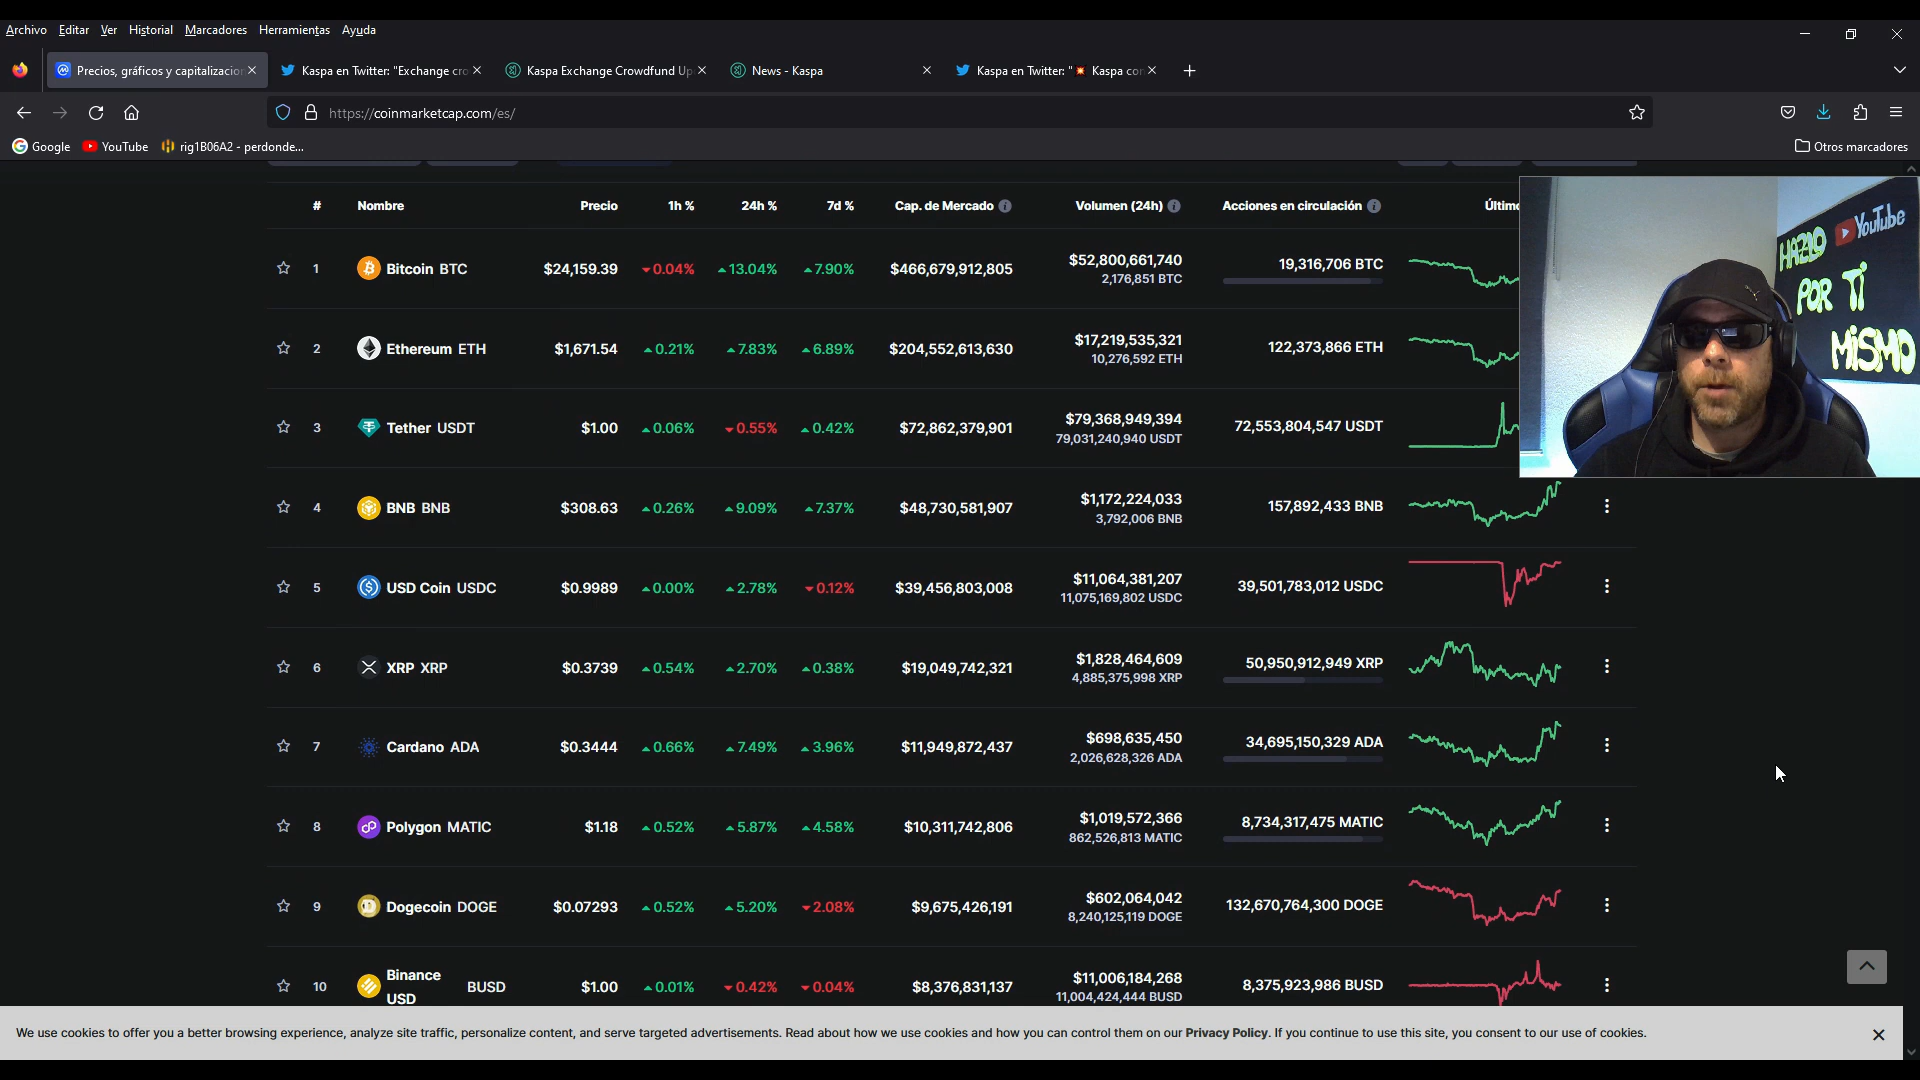 Archivo Editar Ver Historial Marcadores Herramientas Ayuda
Precios, gráficos y capitalizacion
Kaspa en Twitter: "Exchange cro
Kaspa Exchange Crowdfund Up
News - Kaspa
Kaspa en Twitter: "💥 Kaspa con
https://coinmarketcap.com/es/
Google YouTube rig1B06A2 - perdonde... Otros marcadores
# Nombre Precio 1h % 24h % 7d % Cap. de Mercado Volumen (24h) Acciones en circulación Último
1 Bitcoin BTC $24,159.39 0.04% 13.04% 7.90% $466,679,912,805 $52,800,661,740 19,316,706 BTC
2,176,851 BTC
2 Ethereum ETH $1,671.54 0.21% 7.83% 6.89% $204,552,613,630 $17,219,535,321 122,373,866 ETH
10,276,592 ETH
3 Tether USDT $1.00 0.06% 0.55% 0.42% $72,862,379,901 $79,368,949,394 72,553,804,547 USDT
79,031,240,940 USDT
4 BNB BNB $308.63 0.26% 9.09% 7.37% $48,730,581,907 $1,172,224,033 157,892,433 BNB
3,792,006 BNB
5 USD Coin USDC $0.9989 0.00% 2.78% 0.12% $39,456,803,008 $11,064,381,207 39,501,783,012 USDC
11,075,169,802 USDC
6 XRP XRP $0.3739 0.54% 2.70% 0.38% $19,049,742,321 $1,828,464,609 50,950,912,949 XRP
4,885,375,998 XRP
7 Cardano ADA $0.3444 0.66% 7.49% 3.96% $11,949,872,437 $698,635,450 34,695,150,329 ADA
2,026,628,326 ADA
8 Polygon MATIC $1.18 0.52% 5.87% 4.58% $10,311,742,806 $1,019,572,366 8,734,317,475 MATIC
862,526,813 MATIC
9 Dogecoin DOGE $0.07293 0.52% 5.20% 2.08% $9,675,426,191 $602,064,042 132,670,764,300 DOGE
8,240,125,119 DOGE
10 Binance USD BUSD $1.00 0.01% 0.42% 0.04% $8,376,831,137 $11,006,184,268 8,375,923,986 BUSD
11,004,424,444 BUSD
YouTube
HAZLO
POR TI
MISMO
We use cookies to offer you a better browsing experience, analyze site traffic, personalize content, and serve targeted advertisements. Read about how we use cookies and how you can control them on our Privacy Policy. If you continue to use this site, you consent to our use of cookies.